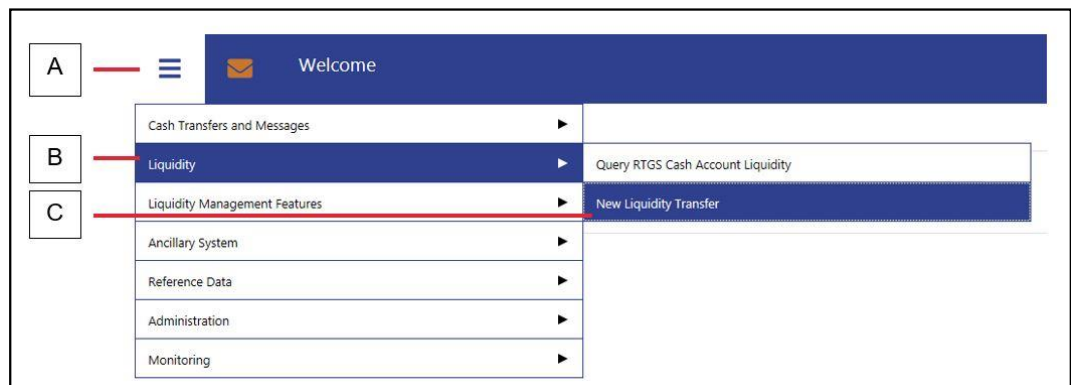 A
Welcome
Cash Transfers and Messages
B
Liquidity
Query RTGS Cash Account Liquidity
C
Liquidity Management Features
New Liquidity Transfer
Ancillary System
Reference Data
Administration
Monitoring